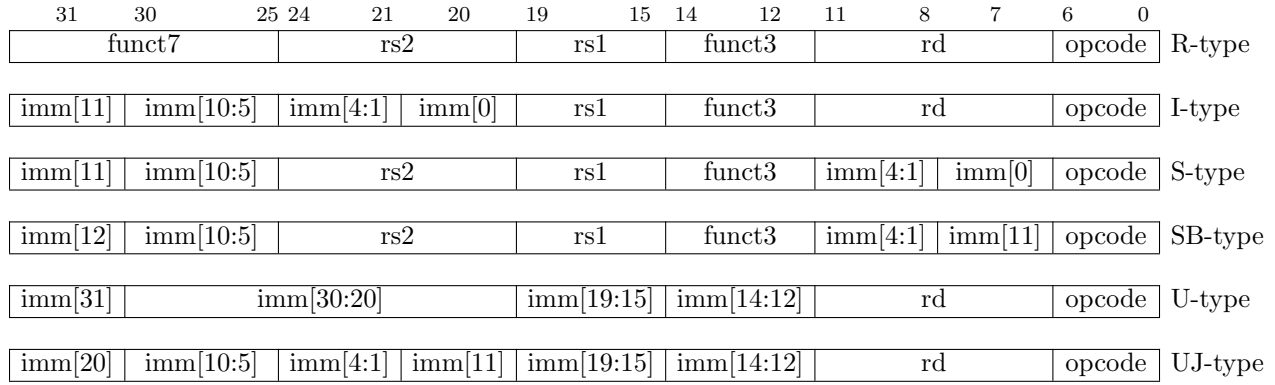 31 30 25 24 21 20 19 15 14 12 11 8 7 6 0
funct7 rs2 rs1 funct3 rd opcode R-type
imm[11] imm[10:5] imm[4:1] imm[0] rs1 funct3 rd opcode I-type
imm[11] imm[10:5] rs2 rs1 funct3 imm[4:1] imm[0] opcode S-type
imm[12] imm[10:5] rs2 rs1 funct3 imm[4:1] imm[11] opcode SB-type
imm[31] imm[30:20] imm[19:15] imm[14:12] rd opcode U-type
imm[20] imm[10:5] imm[4:1] imm[11] imm[19:15] imm[14:12] rd opcode UJ-type